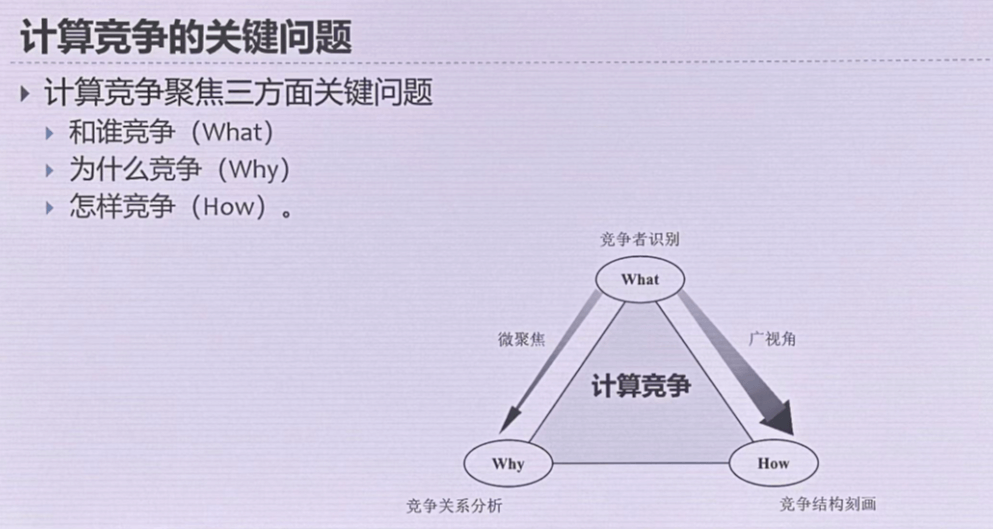 计算竞争的关键问题
计算竞争聚焦三方面关键问题
和谁竞争（What）
为什么竞争（Why）
怎样竞争（How）。
竞争者识别
What
微聚焦
广视角
计算竞争
Why
How
竞争关系分析
竞争结构刻画